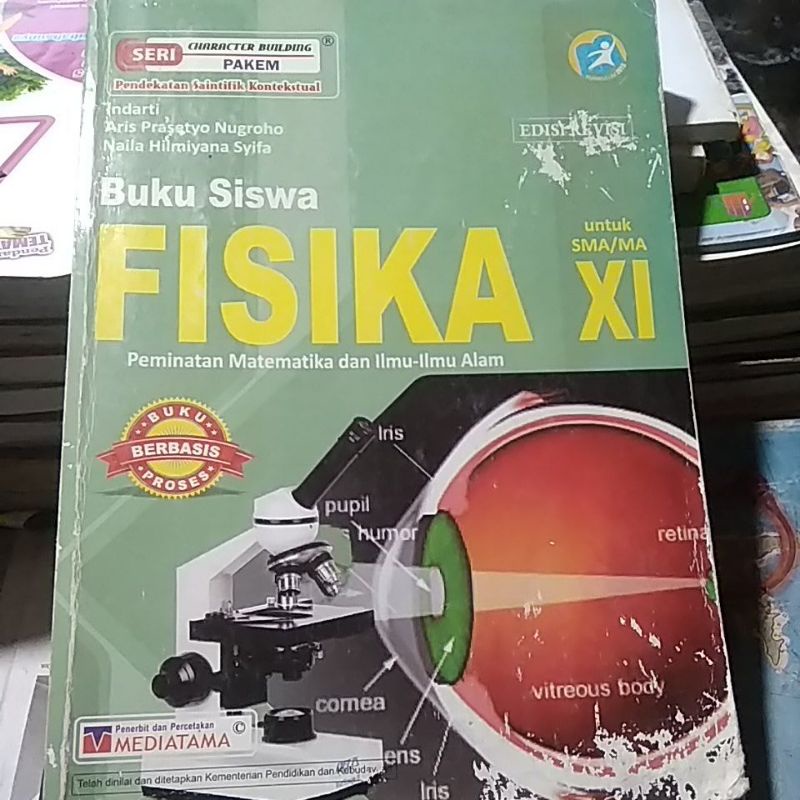 SERI
CHARACTER BUILDING ®
PAKEM
Pendekatan Saintifik Kontekstual
Indarti
Aris Prasetyo Nugroho
Naila Hilmiyana Syifa
EDISI REVISI
Buku Siswa
FISIKA
untuk
SMA/MA
XI
Peminatan Matematika dan Ilmu-Ilmu Alam
BUKU
BERBASIS
PROSES
Iris
pupil
humor
retina
vitreous body
cornea
ens
Iris
Penerbit dan Percetakan ©
MEDIATAMA
Telah dinilai dan ditetapkan Kementerian Pendidikan dan Kebuday